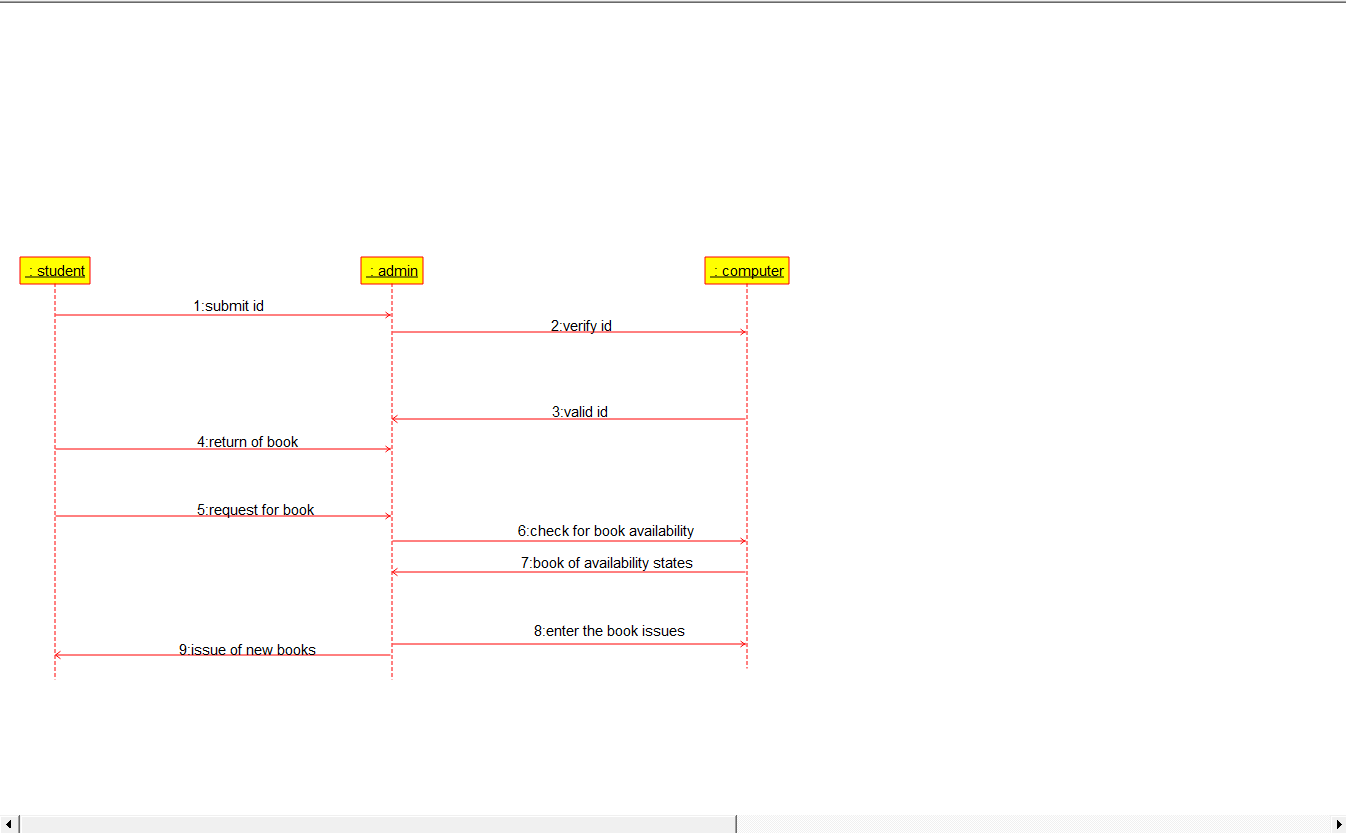 : student
: admin
: computer
1:submit id
2:verify id
3:valid id
4:return of book
5:request for book
6:check for book availability
7:book of availability states
8:enter the book issues
9:issue of new books